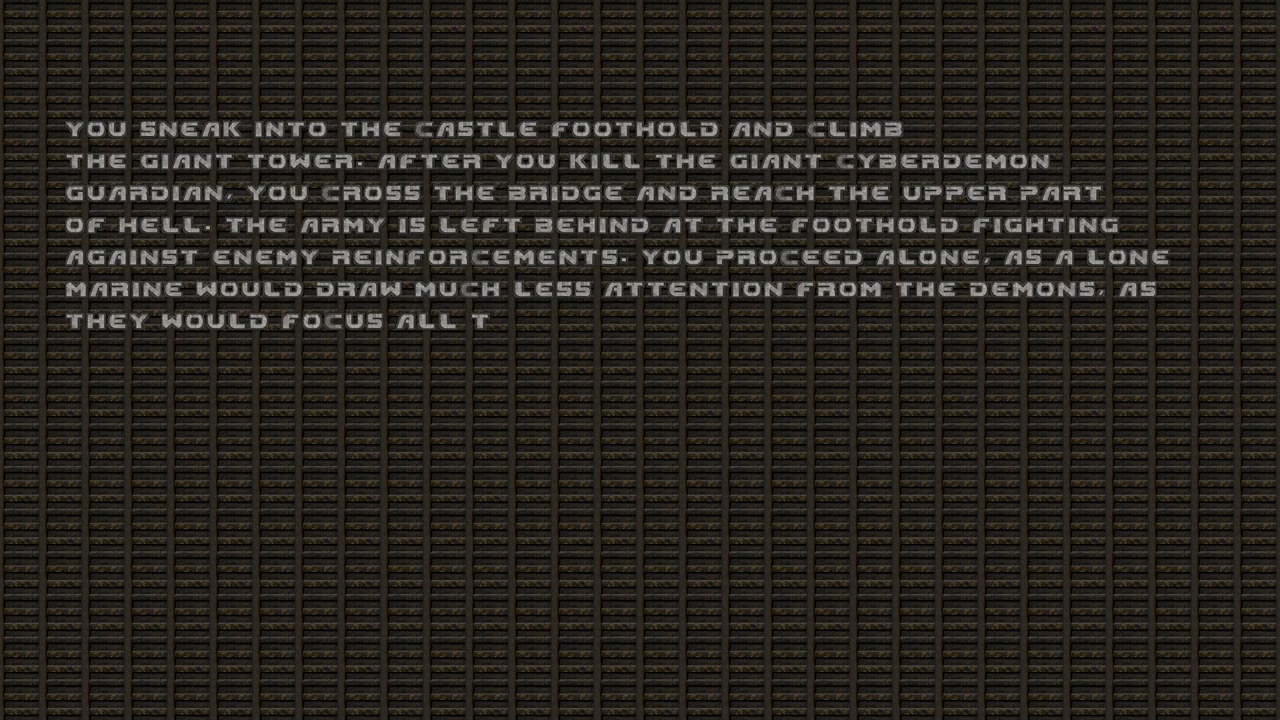 YOU SNEAK INTO THE CASTLE FOOTHOLD AND CLIMB
THE GIANT TOWER. AFTER YOU KILL THE GIANT CYBERDEMON
GUARDIAN, YOU CROSS THE BRIDGE AND REACH THE UPPER PART
OF HELL. THE ARMY IS LEFT BEHIND AT THE FOOTHOLD FIGHTING
AGAINST ENEMY REINFORCEMENTS. YOU PROCEED ALONE, AS A LONE
MARINE WOULD DRAW MUCH LESS ATTENTION FROM THE DEMONS, AS
THEY WOULD FOCUS ALL T